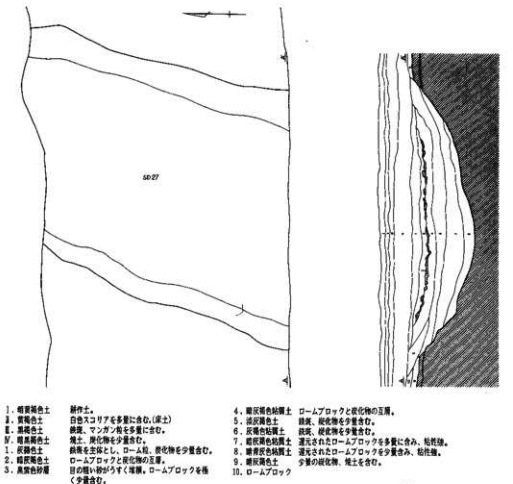 SD27
A
A'
I. 暗黄褐色土 耕作土。
II. 黄褐色土 白色スコリアを多量に含む。(床土)
III. 黒褐色土 鉄斑、マンガン粒を多量に含む。
IV. 暗黒褐色土 焼土、炭化物を少量含む。
1. 灰褐色土 鉄斑を主体とし、ローム粒、炭化物を少量含む。
2. 暗灰褐色土 ロームブロックと炭化物の互層。
3. 黒紫色砂層 目の粗い砂がうすく堆積。ロームブロックを極
く少量含む。
4. 暗灰褐色粘質土 ロームブロックと炭化物の互層。
5. 淡灰褐色土 鉄斑、炭化物を少量含む。
6. 灰褐色粘質土 鉄斑、炭化物を少量含む。
7. 暗灰褐色粘質土 還元されたロームブロックを多量に含み、粘性強。
8. 暗青灰色粘質土 還元されたロームブロックを少量含み、粘性強。
9. 暗灰褐色土 少量の炭化物、焼土を含む。
10. ロームブロック